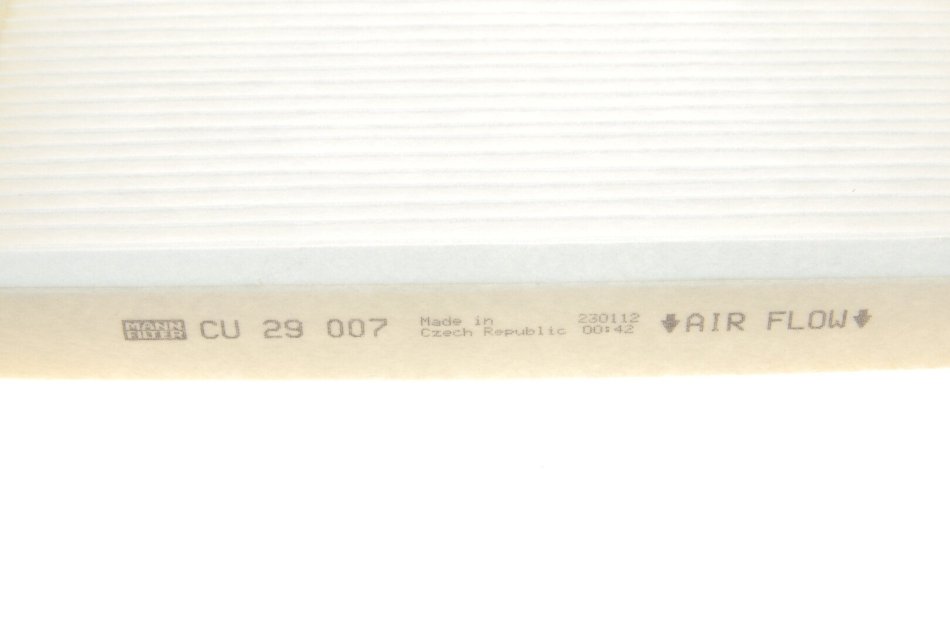 MANN
FILTER
CU 29 007
Made in
Czech Republic
230112
00:42
AIR FLOW